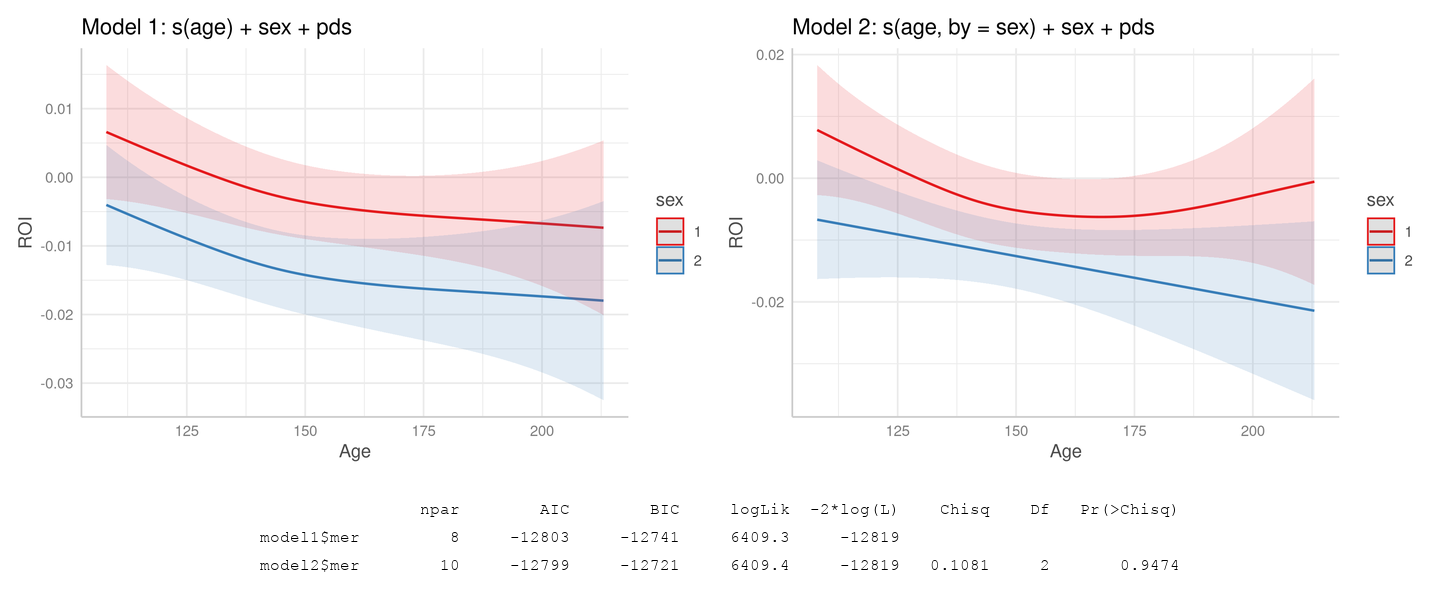 Model 1: s(age) + sex + pds
0.01
0.00
-0.01
-0.02
-0.03
ROI
125 150 175 200
Age
sex
1
2
Model 2: s(age, by = sex) + sex + pds
0.02
0.00
-0.02
ROI
125 150 175 200
Age
sex
1
2
npar AIC BIC logLik -2*log(L) Chisq Df Pr(>Chisq)
model1$mer 8 -12803 -12741 6409.3 -12819
model2$mer 10 -12799 -12721 6409.4 -12819 0.1081 2 0.9474